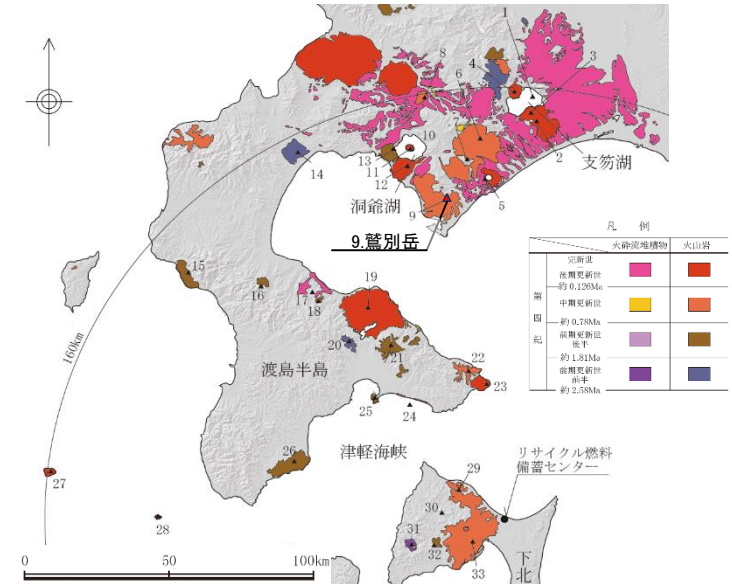 1
8
4
6
3
2
支笏湖
10
13
11
12
洞爺湖
14
5
9
9.鷲別岳
凡　例
火砕流堆積物
火山岩
第四紀
完新世
｜
後期更新世
約 0.126Ma
中期更新世
約 0.78Ma
前期更新世
後半
約 1.81Ma
前期更新世
前半
約 2.58Ma
15
16
17
18
19
20
21
22
23
24
25
160km
渡島半島
津軽海峡
26
27
28
リサイクル燃料
備蓄センター
29
30
31
32
33
下北
0
50
100km